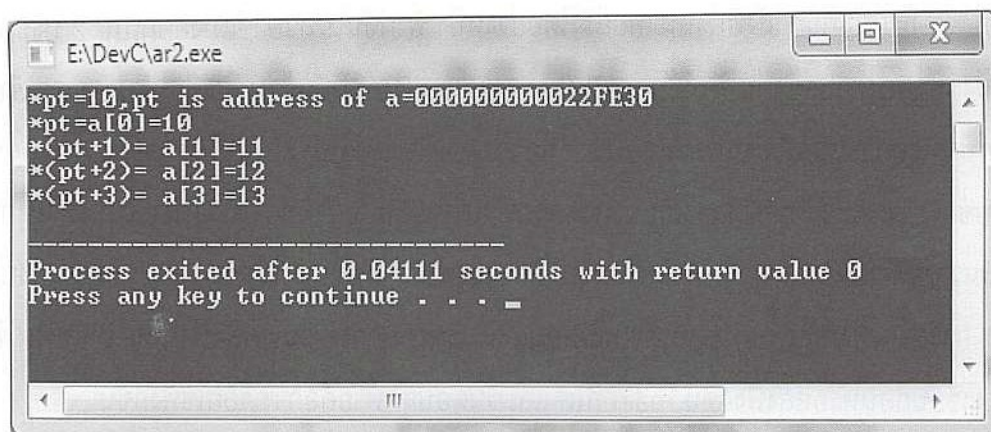 E:\DevC\ar2.exe
*pt=10,pt is address of a=000000000022FE30
*pt=a[0]=10
*(pt+1)= a[1]=11
*(pt+2)= a[2]=12
*(pt+3)= a[3]=13
--------------------------------
Process exited after 0.04111 seconds with return value 0
Press any key to continue . . .